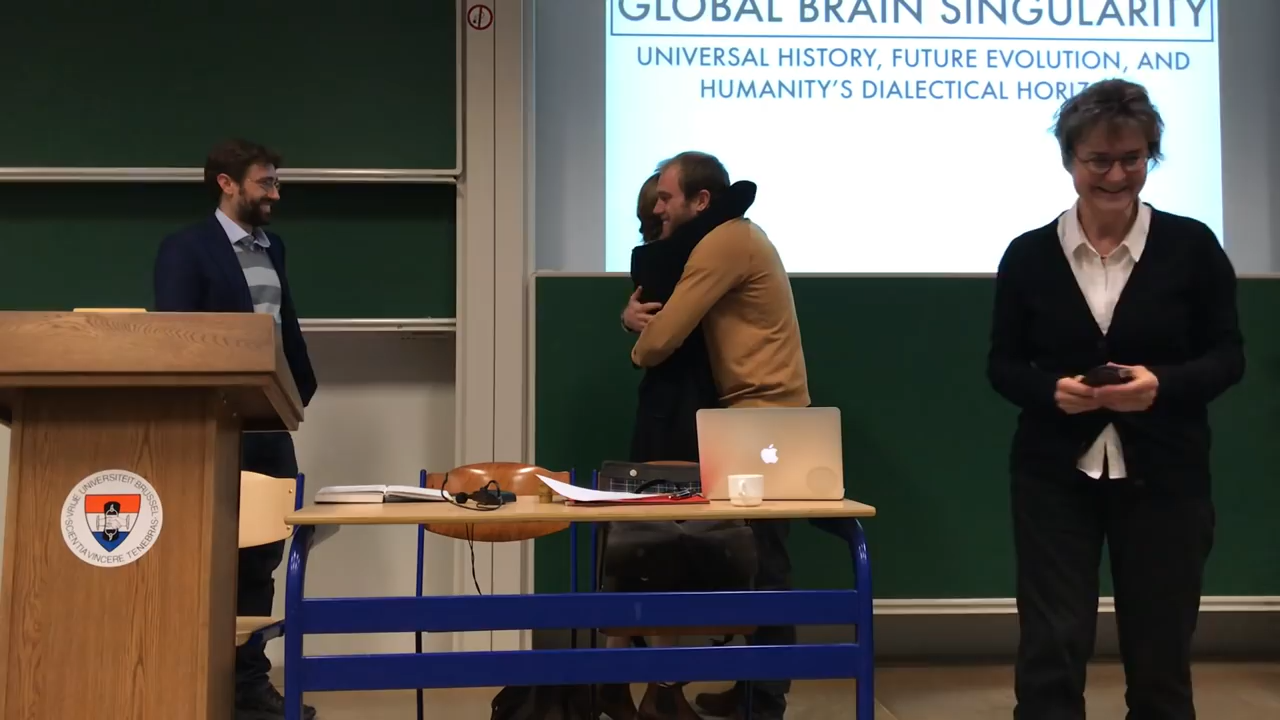 GLOBAL BRAIN SINGULARITY
UNIVERSAL HISTORY, FUTURE EVOLUTION, AND
HUMANITY'S DIALECTICAL
VRIJE UNIVERSITEIT BRUSSEL
SCIENTIA VINCERE TENEBRAS